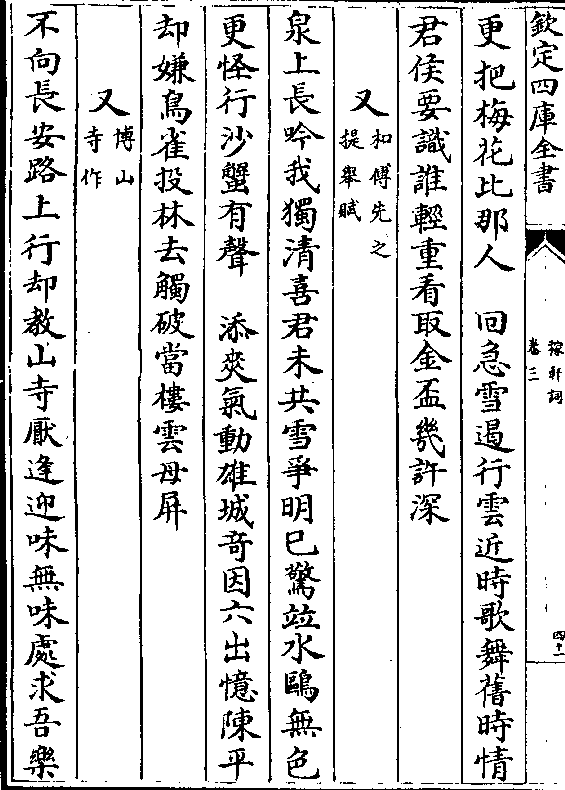 欽定四庫全書
稼軒詞
卷三
四十一
更把梅花比那人　回急雪遏行雲近時歌舞舊時情
君侯要識誰輕重看取金盃幾許深
又和傅先之
提舉賦
泉上長吟我獨清喜君未共雪爭明已驚竝水鷗無色
更怪行沙蟹有聲　添爽氣動雄城奇因六出憶陳平
却嫌鳥雀投林去觸破當樓雲母屏
又博山
寺作
不向長安路上行却教山寺厭逢迎味無味處求吾樂